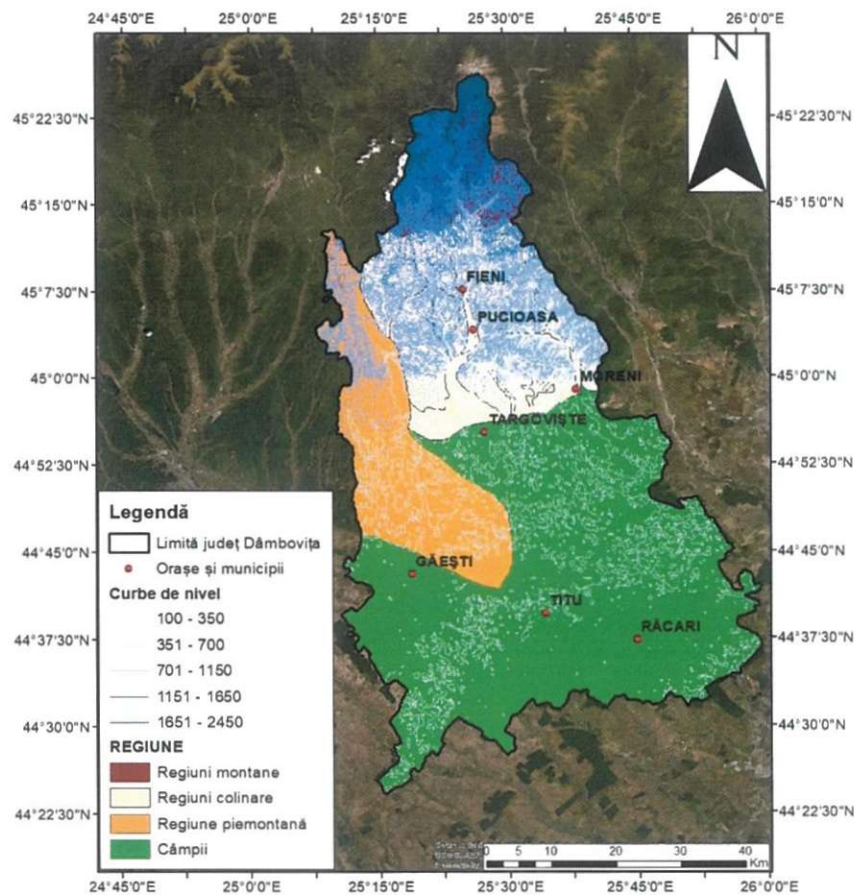 24°45'0"E 25°0'0"E 25°15'0"E 25°30'0"E 25°45'0"E 26°0'0"E
N
45°22'30"N 45°22'30"N
45°15'0"N 45°15'0"N
45°7'30"N 45°7'30"N
FIENI
PUCIOASA
45°0'0"N 45°0'0"N
MORENI
TARGOVIȘTE
44°52'30"N 44°52'30"N
44°45'0"N 44°45'0"N
GĂEȘTI
TITU
RĂCARI
44°37'30"N 44°37'30"N
44°30'0"N 44°30'0"N
44°22'30"N 44°22'30"N
Legendă
Limită județ Dâmbovița
Orașe și municipii
Curbe de nivel
100 - 350
351 - 700
701 - 1150
1151 - 1650
1651 - 2450
REGIUNE
Regiuni montane
Regiuni colinare
Regiune piemontană
Câmpii
0 5 10 20 30 40
Km
24°45'0"E 25°0'0"E 25°15'0"E 25°30'0"E 25°45'0"E 26°0'0"E